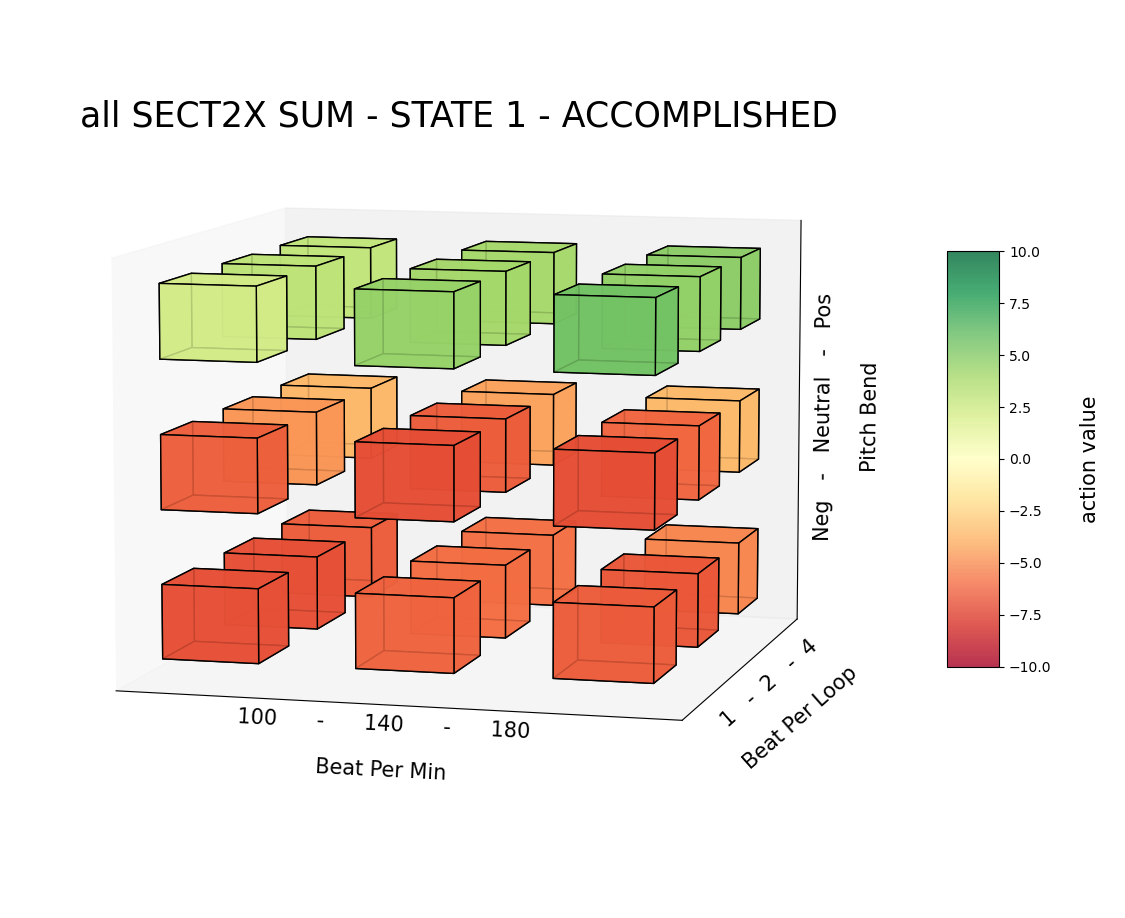 all SECT2X SUM - STATE 1 - ACCOMPLISHED
Neg - Neutral - Pos
Pitch Bend
100 - 140 - 180
Beat Per Min
1 - 2 - 4
Beat Per Loop
10.0
7.5
5.0
2.5
0.0
−2.5
−5.0
−7.5
−10.0
action value